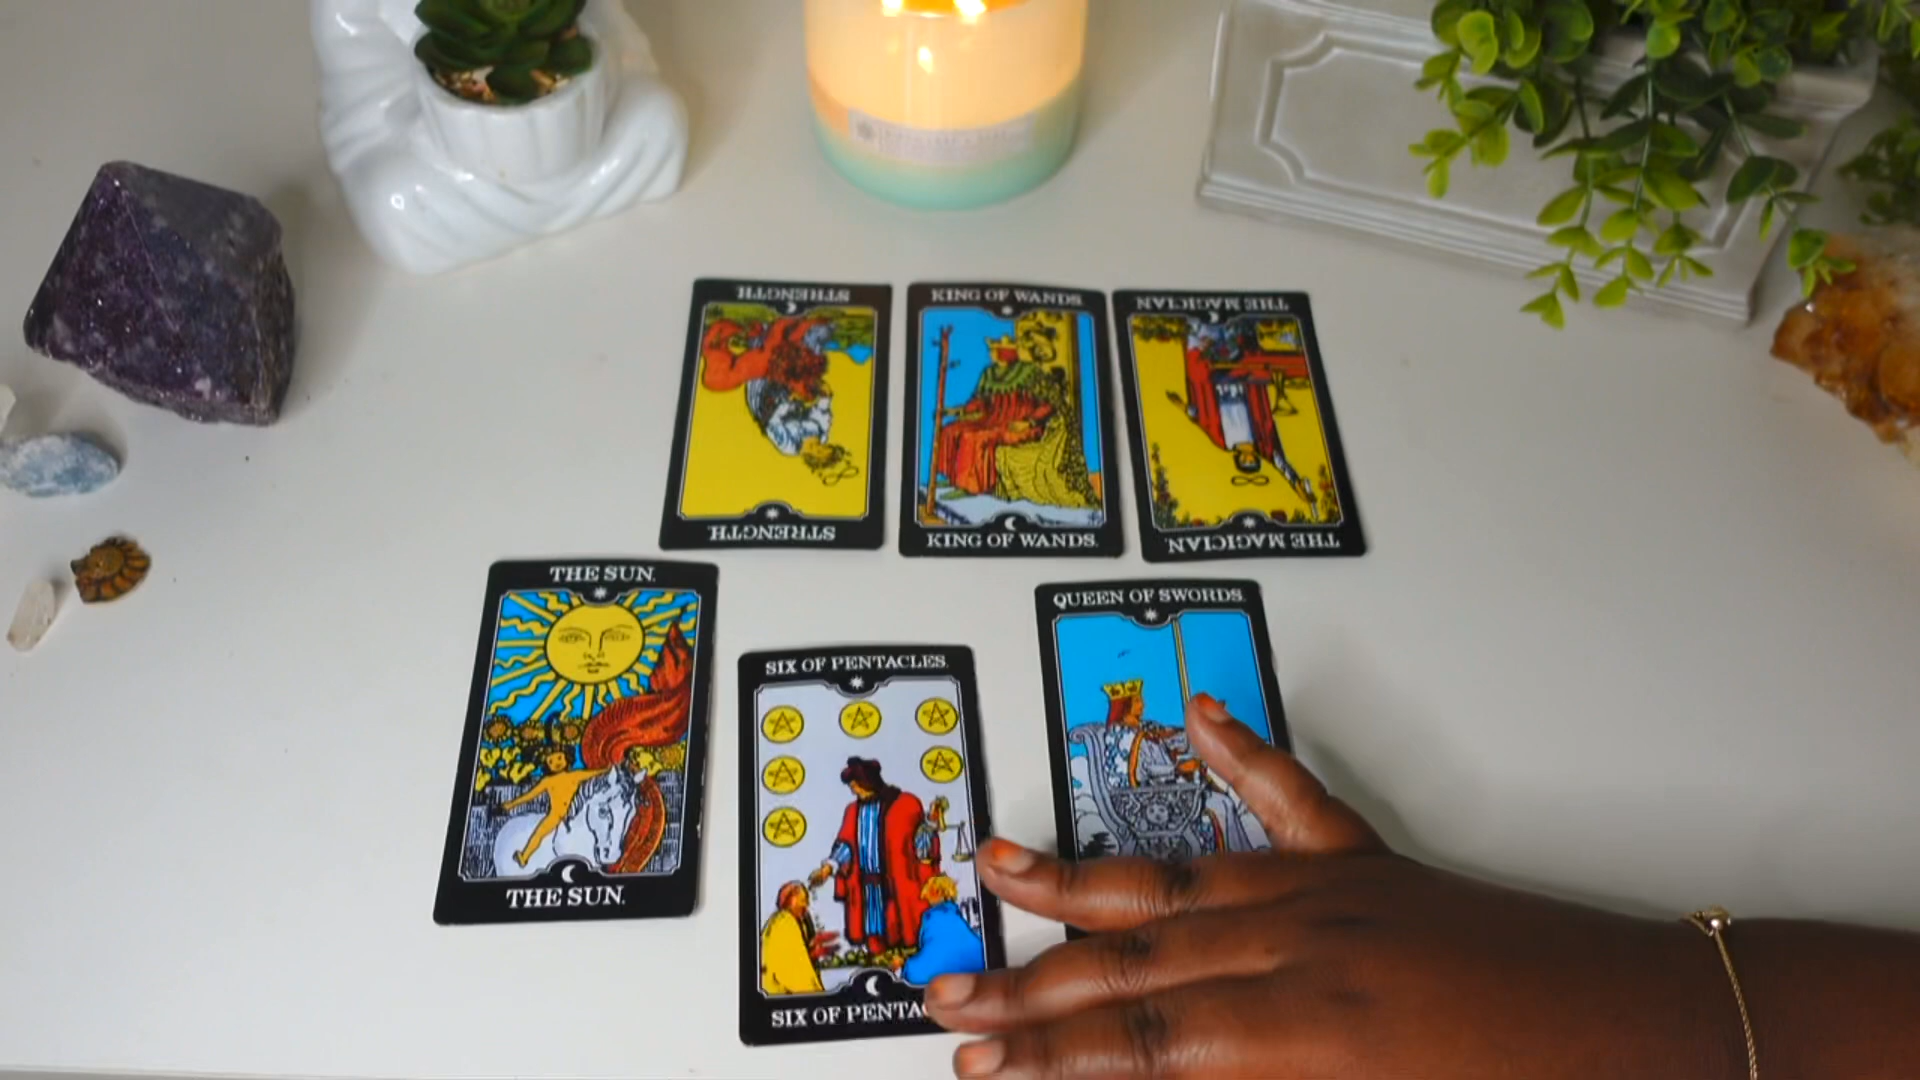 STRENGTH.
KING OF WANDS.
THE MAGICIAN.
STRENGTH.
KING OF WANDS.
THE MAGICIAN.
THE SUN.
THE SUN.
SIX OF PENTACLES.
SIX OF PENTAC
QUEEN OF SWORDS.